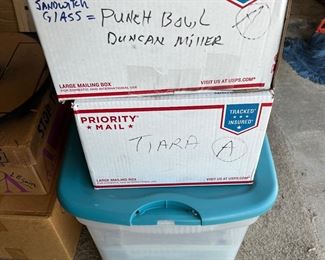 SANDWITCH
GLASS = PUNCH BOWL
DUNCAN MILLER
A
LARGE MAILING BOX
VISIT US AT USPS.COM
PRIORITY
★ MAIL ★
TRACKED
INSURED
TIARA A
LARGE MAILING BOX
VISIT US AT USPS.COM